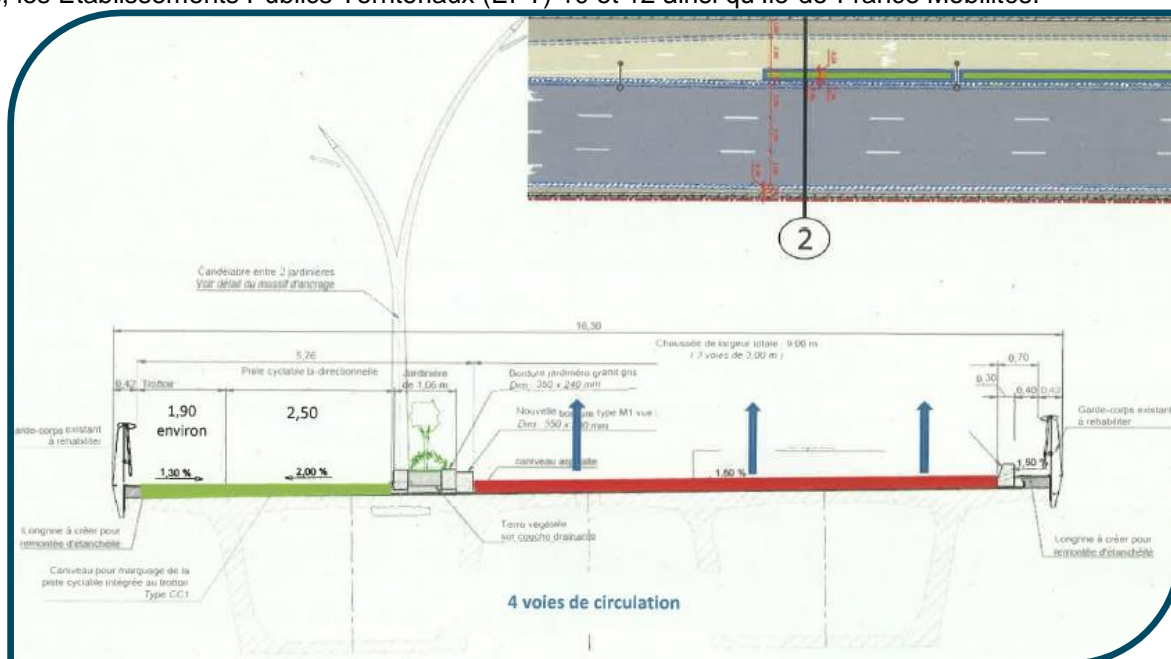 les Établissements Publics Territoriaux (EPT) 10 et 12 ainsi qu'Ile-de-France Mobilités.
2
Candélabre entre 2 jardinières
Voir détail du massif d'ancrage
16,30
5,76
Chaussée de largeur totale : 9.00 m
( 3 voies de 3,00 m )
Piste cyclable bi-directionnelle
Jardinière
de 1,06 m
Bordure jardinière granit gris
Dim : 350 x 240 mm
0,70
0,30
0,40
0,42
0,42
Trottoir
1,90
environ
2,50
Nouvelle bordure type M1 vue :
Garde-corps existant
à réhabiliter
arde-corps existant
à réhabiliter
caniveau asphalte
1,30 %
2,00 %
1,60 %
1,50 %
Longrine à créer pour
remontée d'étanchéité
Terre végétale
sur couche drainante
Longrine à créer pour
remontée d'étanchéité
Caniveau pour marquage de la
piste cyclable intégrée au trottoir
Type CC1
4 voies de circulation